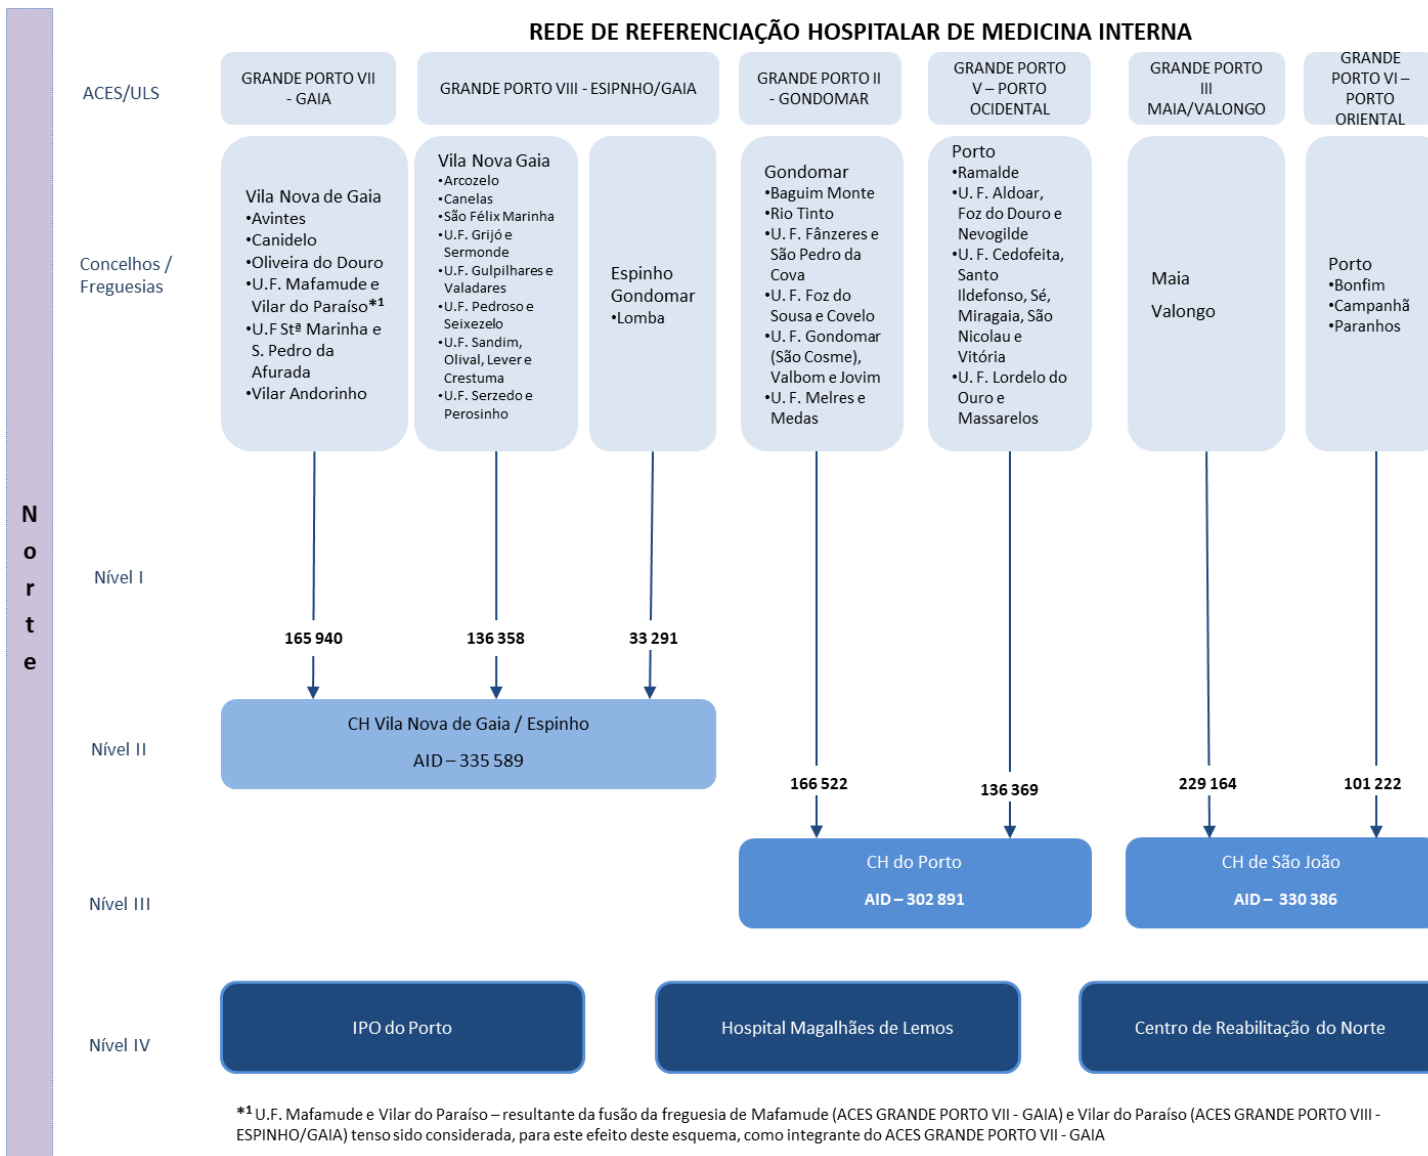 REDE DE REFERENCIAÇÃO HOSPITALAR DE MEDICINA INTERNA
Norte
ACES/ULS
GRANDE PORTO VII
- GAIA
GRANDE PORTO VIII - ESIPNHO/GAIA
GRANDE PORTO II
- GONDOMAR
GRANDE PORTO
V – PORTO
OCIDENTAL
GRANDE PORTO
III
MAIA/VALONGO
GRANDE
PORTO VI –
PORTO
ORIENTAL
Concelhos /
Freguesias
Vila Nova de Gaia
•Avintes
•Canidelo
•Oliveira do Douro
•U.F. Mafamude e
Vilar do Paraíso*1
•U.F Stª Marinha e
S. Pedro da
Afurada
•Vilar Andorinho
Vila Nova Gaia
•Arcozelo
•Canelas
•São Félix Marinha
•U.F. Grijó e
Sermonde
•U.F. Gulpilhares e
Valadares
•U.F. Pedroso e
Seixezelo
•U.F. Sandim,
Olival, Lever e
Crestuma
•U.F. Serzedo e
Perosinho
Espinho
Gondomar
•Lomba
Gondomar
•Baguim Monte
•Rio Tinto
•U. F. Fânzeres e
São Pedro da
Cova
•U. F. Foz do
Sousa e Covelo
•U. F. Gondomar
(São Cosme),
Valbom e Jovim
•U. F. Melres e
Medas
Porto
•Ramalde
•U. F. Aldoar,
Foz do Douro e
Nevogilde
•U. F. Cedofeita,
Santo
Ildefonso, Sé,
Miragaia, São
Nicolau e
Vitória
•U. F. Lordelo do
Ouro e
Massarelos
Maia
Valongo
Porto
•Bonfim
•Campanhã
•Paranhos
Nível I
165 940
136 358
33 291
Nível II
CH Vila Nova de Gaia / Espinho
AID – 335 589
166 522
136 369
229 164
101 222
Nível III
CH do Porto
AID – 302 891
CH de São João
AID – 330 386
Nível IV
IPO do Porto
Hospital Magalhães de Lemos
Centro de Reabilitação do Norte
*1 U.F. Mafamude e Vilar do Paraíso – resultante da fusão da freguesia de Mafamude (ACES GRANDE PORTO VII - GAIA) e Vilar do Paraíso (ACES GRANDE PORTO VIII -
ESPINHO/GAIA) tenso sido considerada, para este efeito deste esquema, como integrante do ACES GRANDE PORTO VII - GAIA